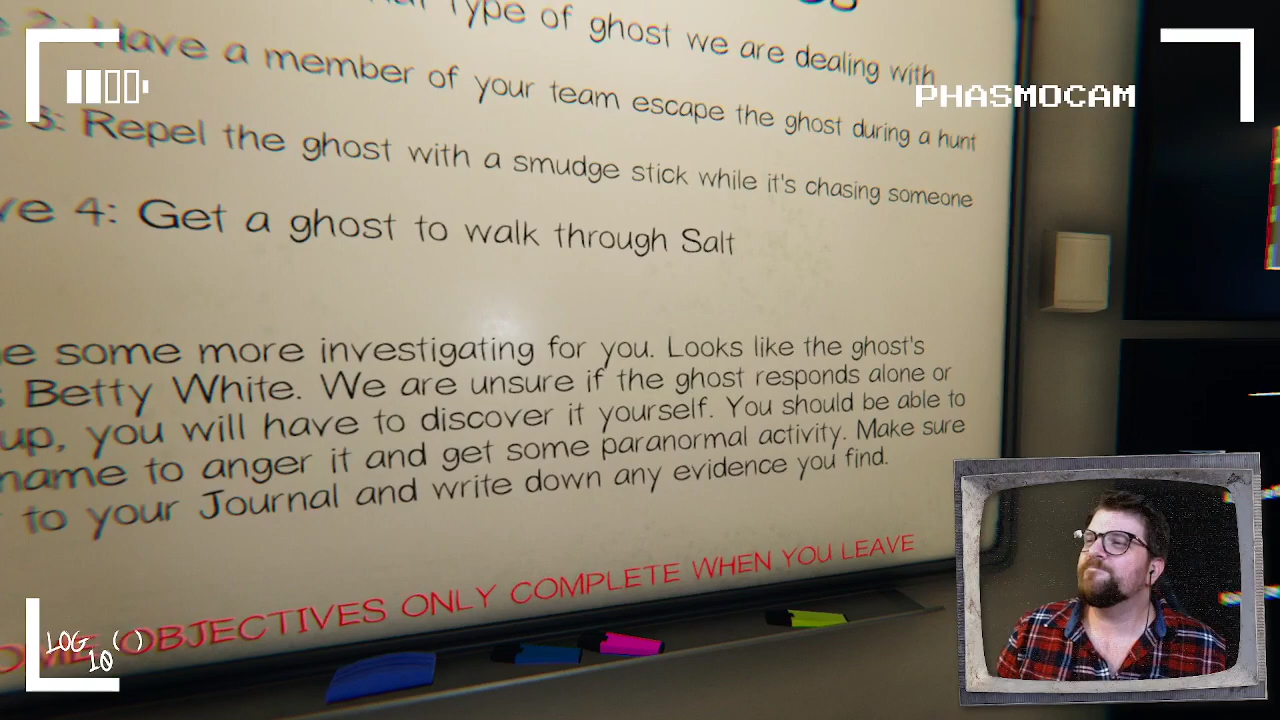 Type of ghost we are dealing with
PHASMOCAM
2: Have a member of your team escape the ghost during a hunt
3: Repel the ghost with a smudge stick while it's chasing someone
4: Get a ghost to walk through Salt
some more investigating for you. Looks like the ghost's
Betty White. We are unsure if the ghost responds alone or
up, you will have to discover it yourself. You should be able to
name to anger it and get some paranormal activity. Make sure
to your Journal and write down any evidence you find.
OBJECTIVES ONLY COMPLETE WHEN YOU LEAVE
LOG
10
()